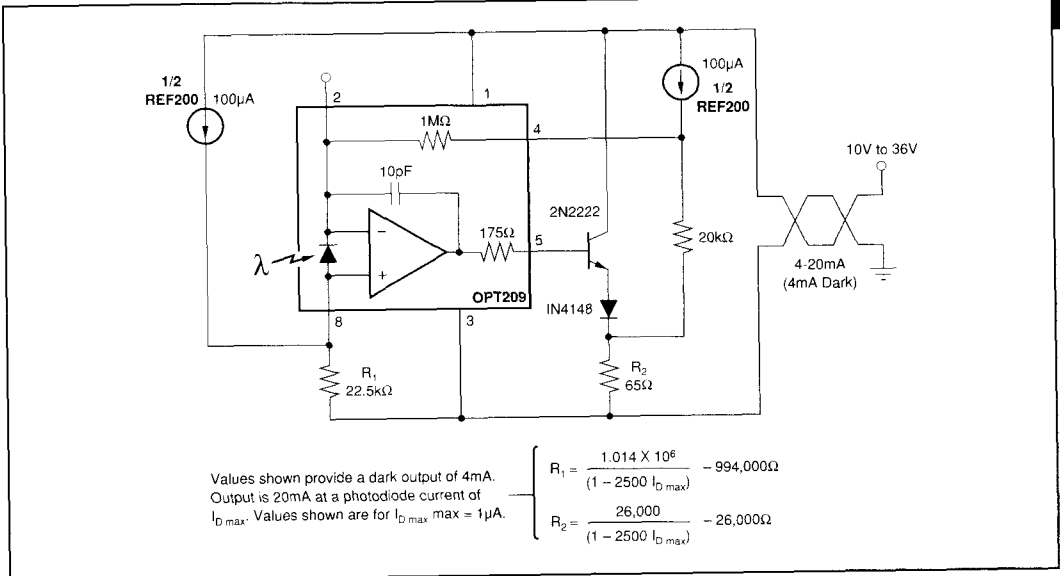 1/2
REF200
100µA
2
1
1MΩ
4
10pF
175Ω
5
λ
−
+
OPT209
8
3
R1
22.5kΩ
2N2222
IN4148
R2
65Ω
100µA
1/2
REF200
20kΩ
10V to 36V
4-20mA
(4mA Dark)
Values shown provide a dark output of 4mA.
Output is 20mA at a photodiode current of
ID max. Values shown are for ID max max = 1µA.
R1 = 1.014 X 10⁶ / (1 − 2500 ID max) − 994,000Ω
R2 = 26,000 / (1 − 2500 ID max) − 26,000Ω